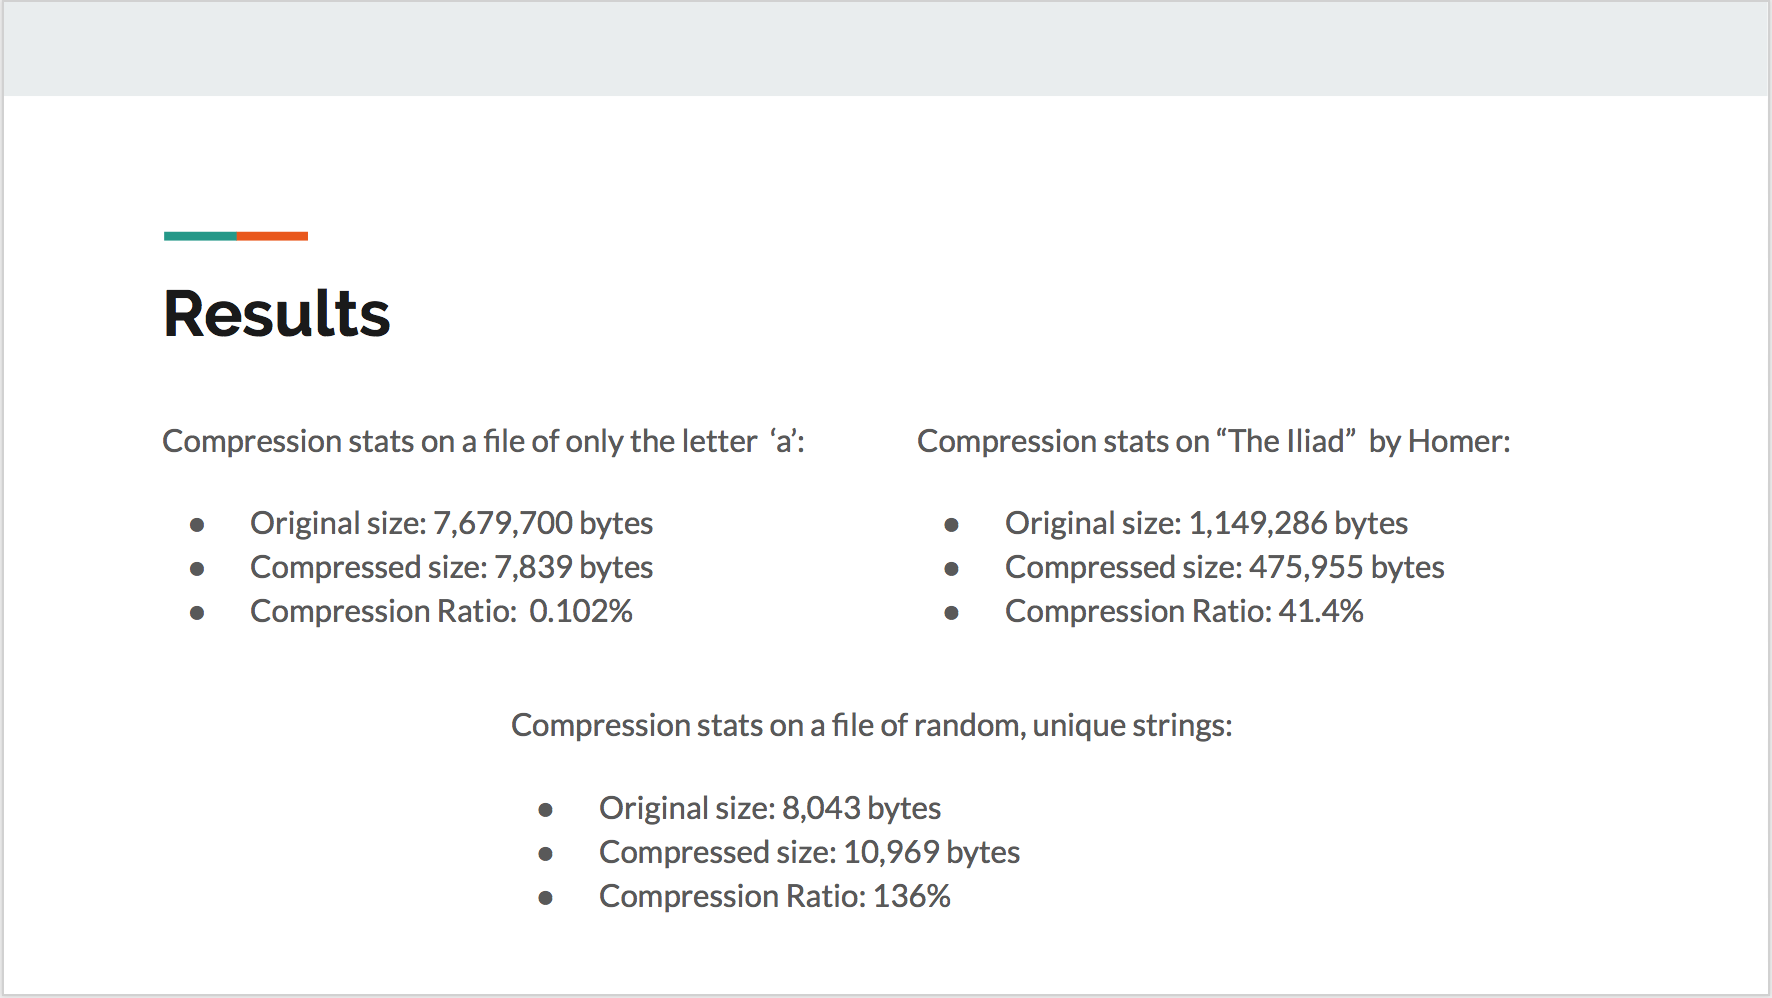 Results
Compression stats on a file of only the letter  ‘a’:
● Original size: 7,679,700 bytes
● Compressed size: 7,839 bytes
● Compression Ratio:  0.102%
Compression stats on “The Iliad”  by Homer:
● Original size: 1,149,286 bytes
● Compressed size: 475,955 bytes
● Compression Ratio: 41.4%
Compression stats on a file of random, unique strings:
● Original size: 8,043 bytes
● Compressed size: 10,969 bytes
● Compression Ratio: 136%